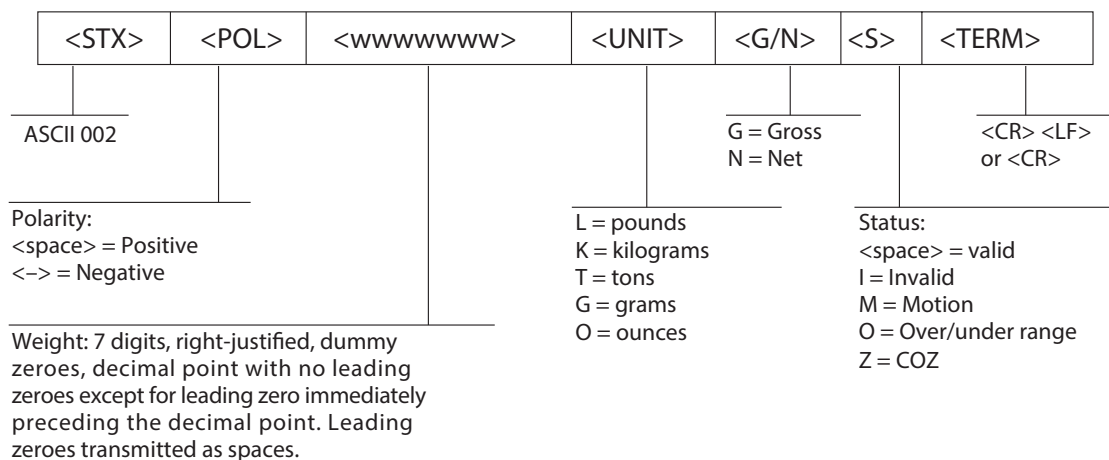 <STX> <POL> <wwwwwww> <UNIT> <G/N> <S> <TERM>
ASCII 002
G = Gross
N = Net
<CR> <LF>
or <CR>
Polarity:
<space> = Positive
<–> = Negative
L = pounds
K = kilograms
T = tons
G = grams
O = ounces
Status:
<space> = valid
I = Invalid
M = Motion
O = Over/under range
Z = COZ
Weight: 7 digits, right-justified, dummy
zeroes, decimal point with no leading
zeroes except for leading zero immediately
preceding the decimal point. Leading
zeroes transmitted as spaces.